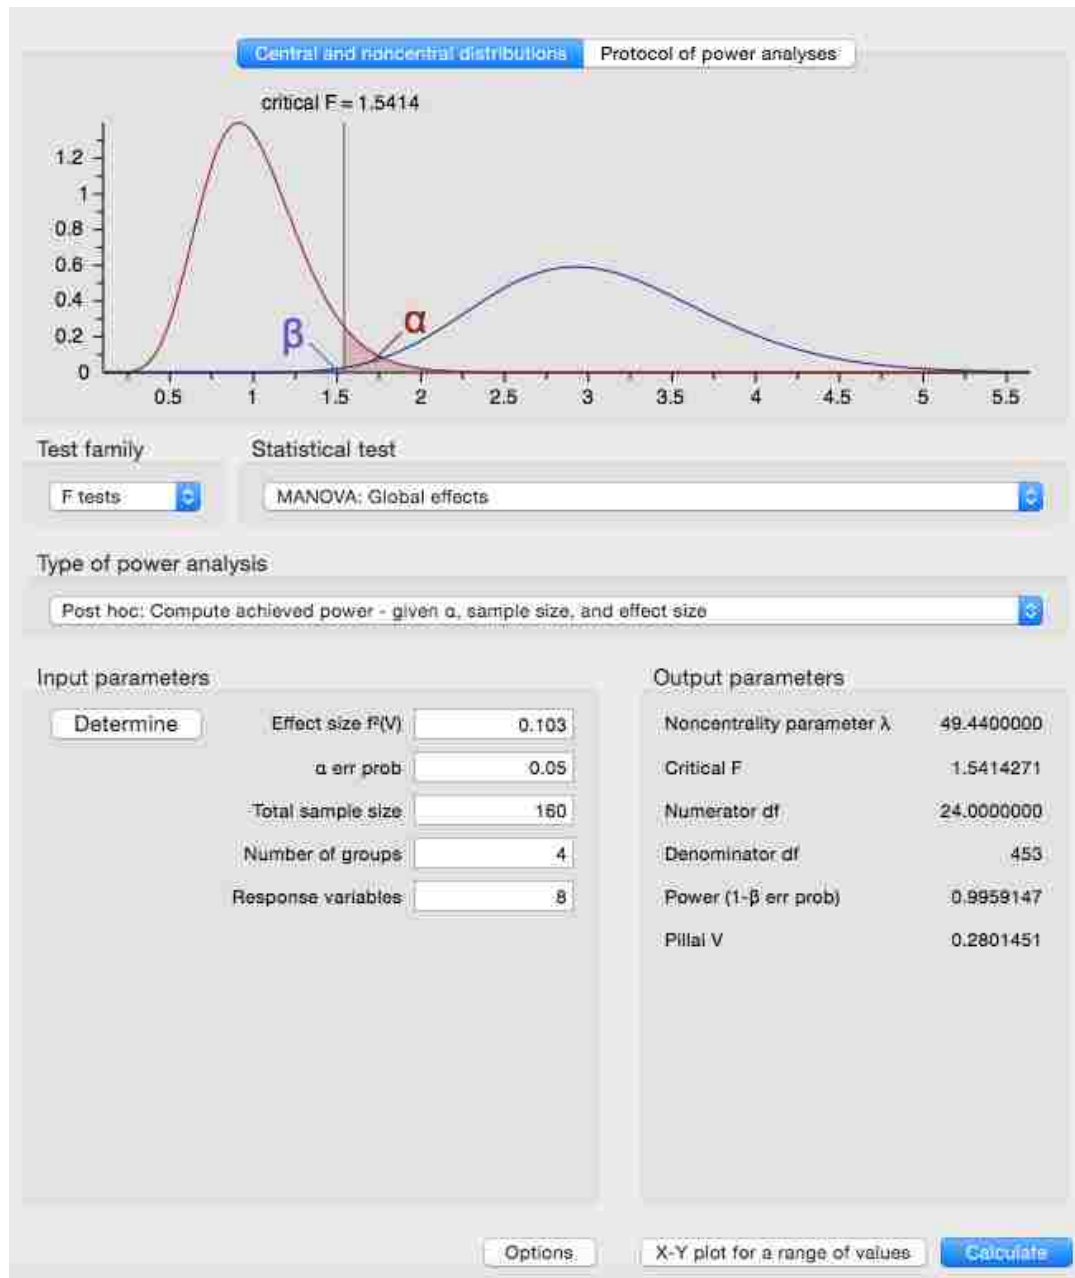 Central and noncentral distributions Protocol of power analyses
critical F = 1.5414
1.2
1
0.8
0.6
0.4
0.2
0
β α
0.5 1 1.5 2 2.5 3 3.5 4 4.5 5 5.5
Test family Statistical test
F tests MANOVA: Global effects
Type of power analysis
Post hoc: Compute achieved power - given α, sample size, and effect size
Input parameters Output parameters
Determine Effect size f²(V) 0.103 Noncentrality parameter λ 49.4400000
α err prob 0.05 Critical F 1.5414271
Total sample size 160 Numerator df 24.0000000
Number of groups 4 Denominator df 453
Response variables 8 Power (1-β err prob) 0.9959147
Pillai V 0.2801451
Options X-Y plot for a range of values Calculate